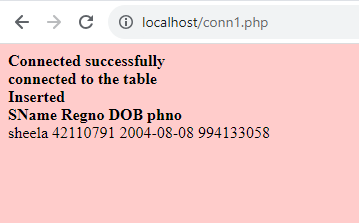 localhost/conn1.php
Connected successfully
connected to the table
Inserted
SName Regno DOB phno
sheela 42110791 2004-08-08 994133058